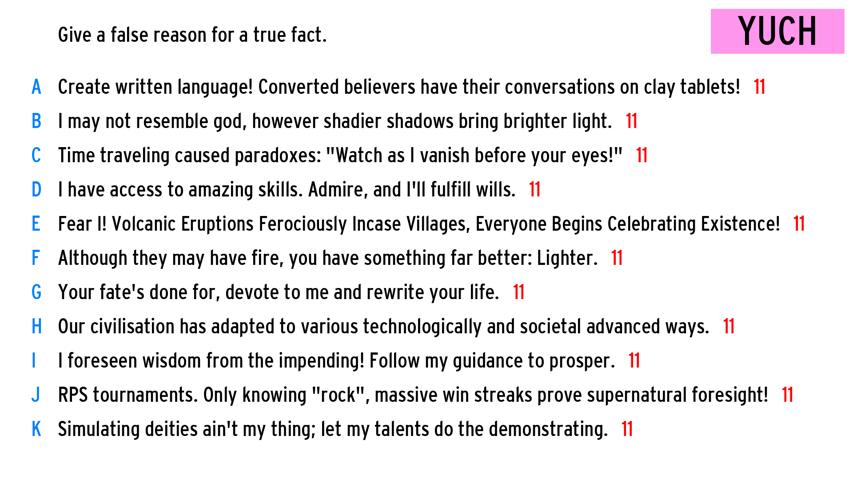 Give a false reason for a true fact.
YUCH
A Create written language! Converted believers have their conversations on clay tablets! 11
B I may not resemble god, however shadier shadows bring brighter light. 11
C Time traveling caused paradoxes: "Watch as I vanish before your eyes!" 11
D I have access to amazing skills. Admire, and I'll fulfill wills. 11
E Fear I! Volcanic Eruptions Ferociously Incase Villages, Everyone Begins Celebrating Existence! 11
F Although they may have fire, you have something far better: Lighter. 11
G Your fate's done for, devote to me and rewrite your life. 11
H Our civilisation has adapted to various technologically and societal advanced ways. 11
I I foreseen wisdom from the impending! Follow my guidance to prosper. 11
J RPS tournaments. Only knowing "rock", massive win streaks prove supernatural foresight! 11
K Simulating deities ain't my thing; let my talents do the demonstrating. 11